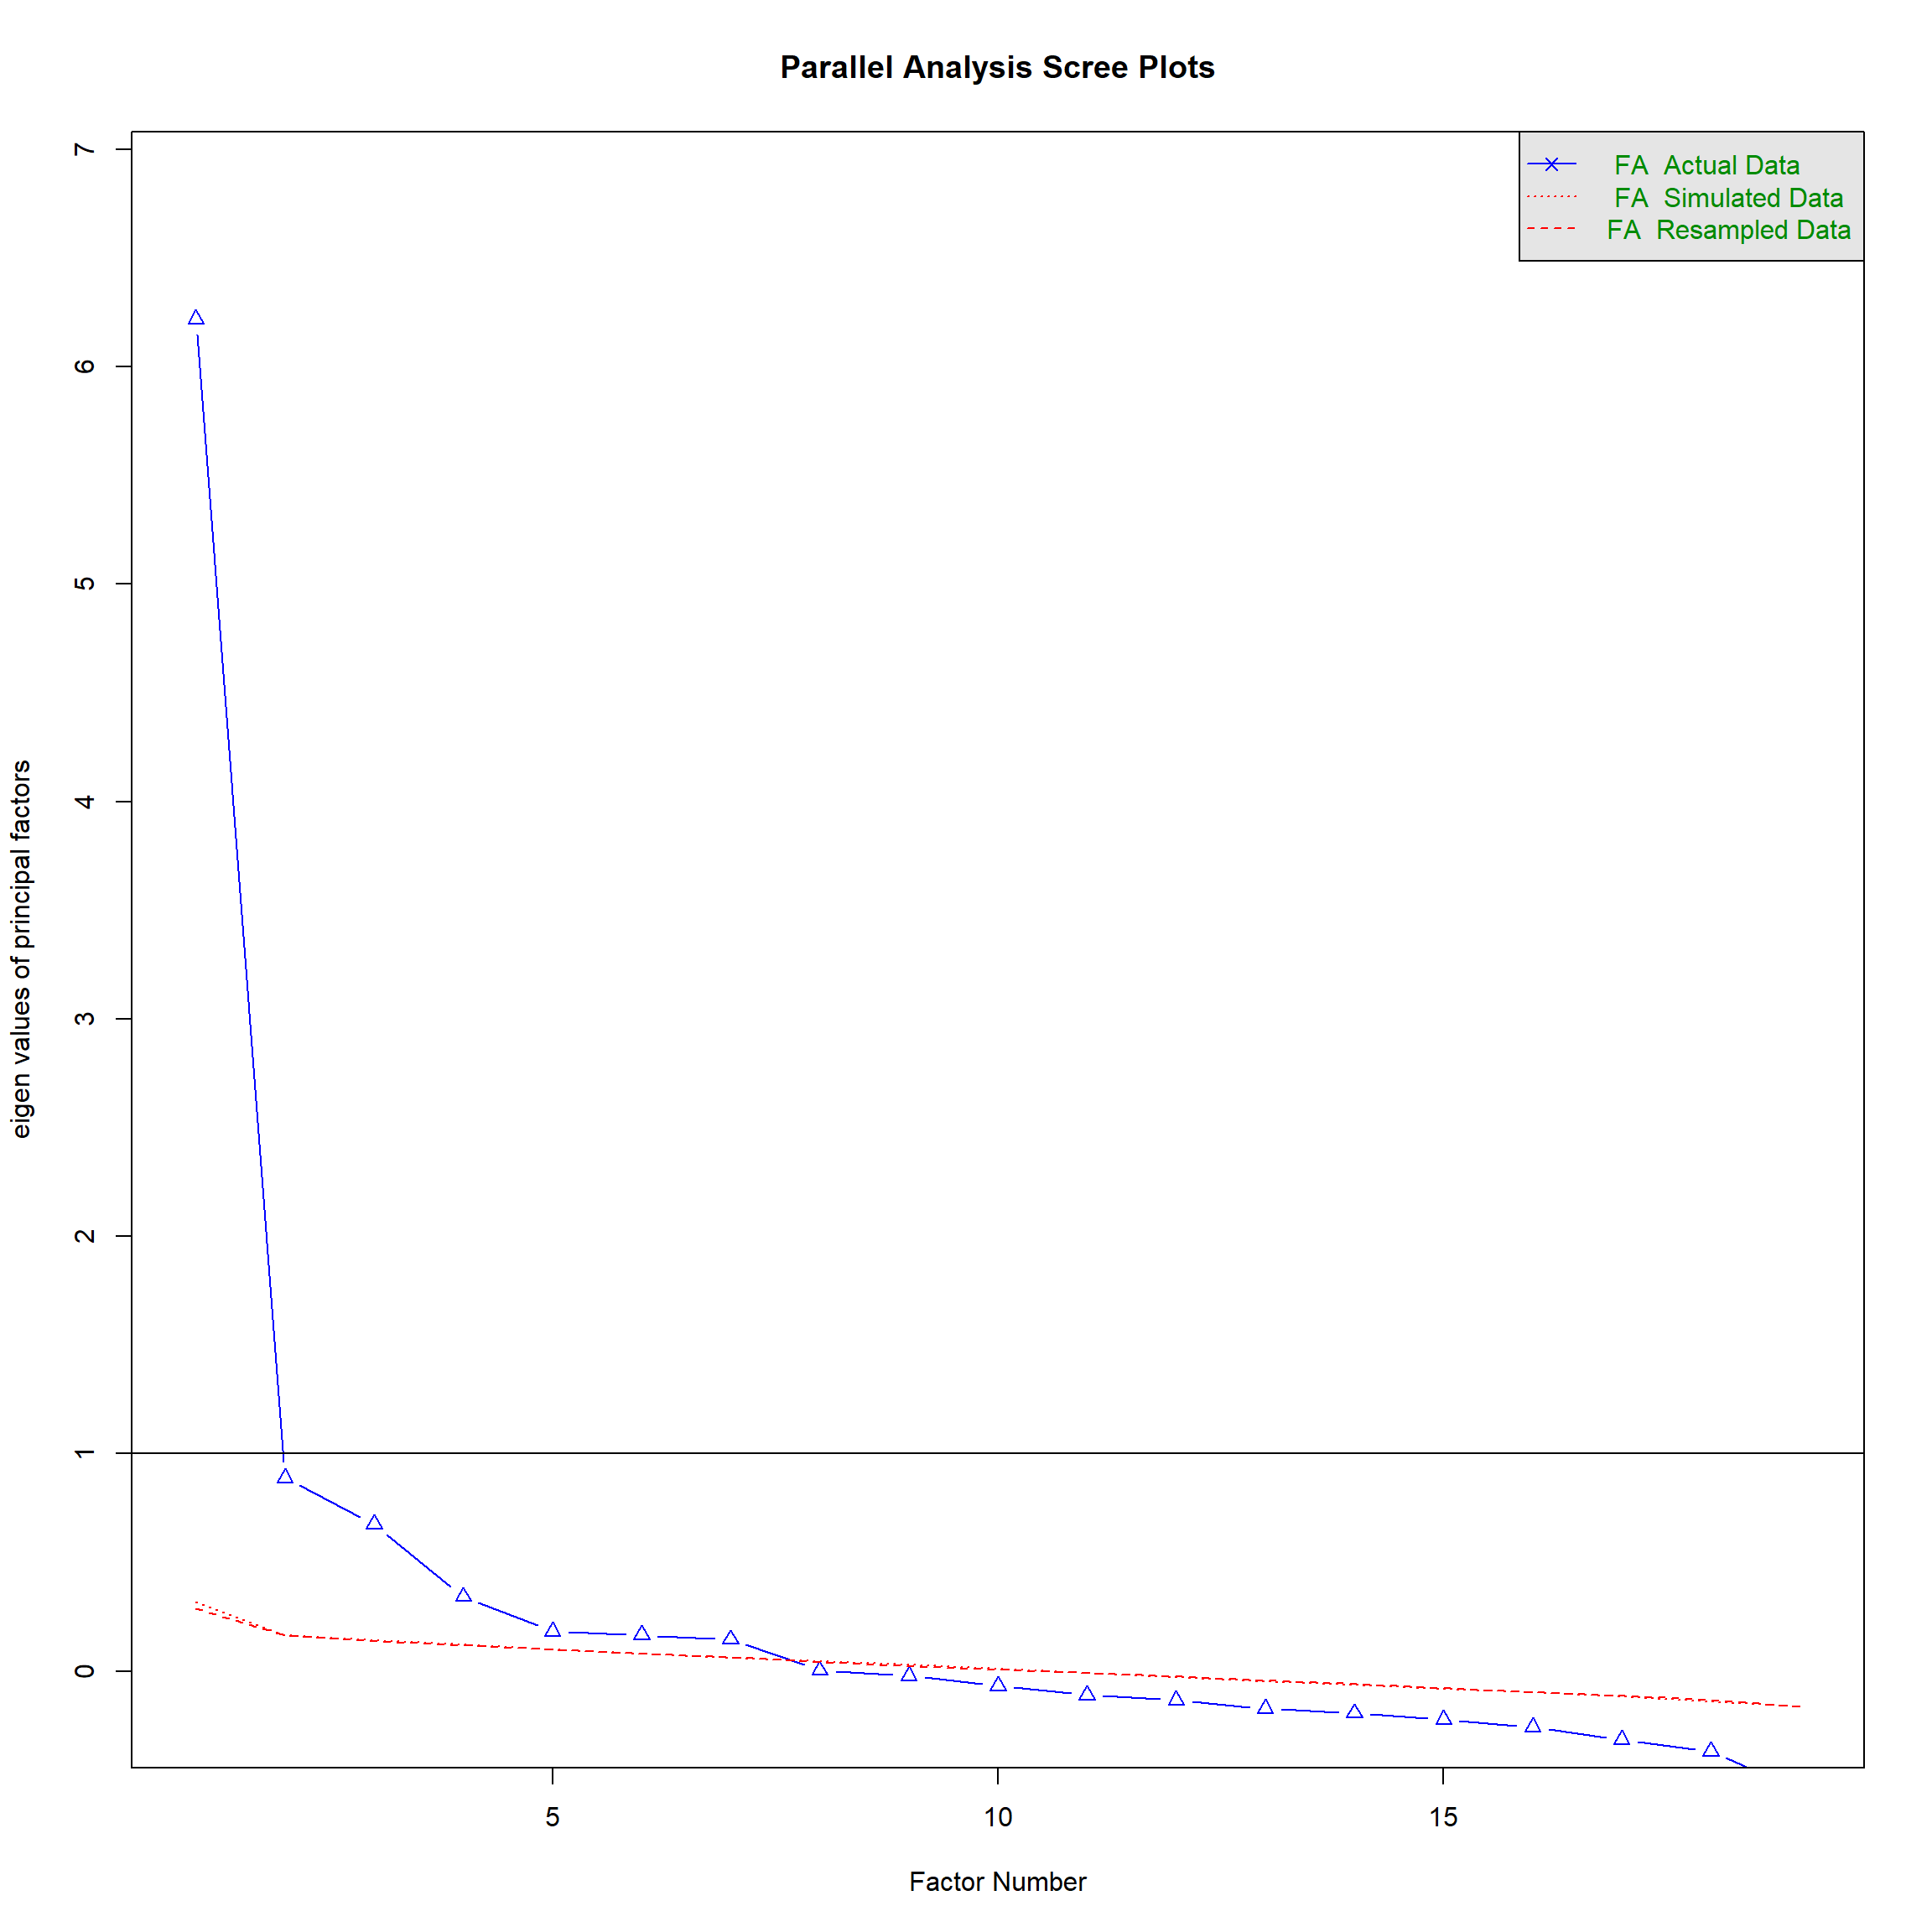 Parallel Analysis Scree Plots
FA Actual Data
FA Simulated Data
FA Resampled Data
eigen values of principal factors
7
6
5
4
3
2
1
0
5
10
15
Factor Number